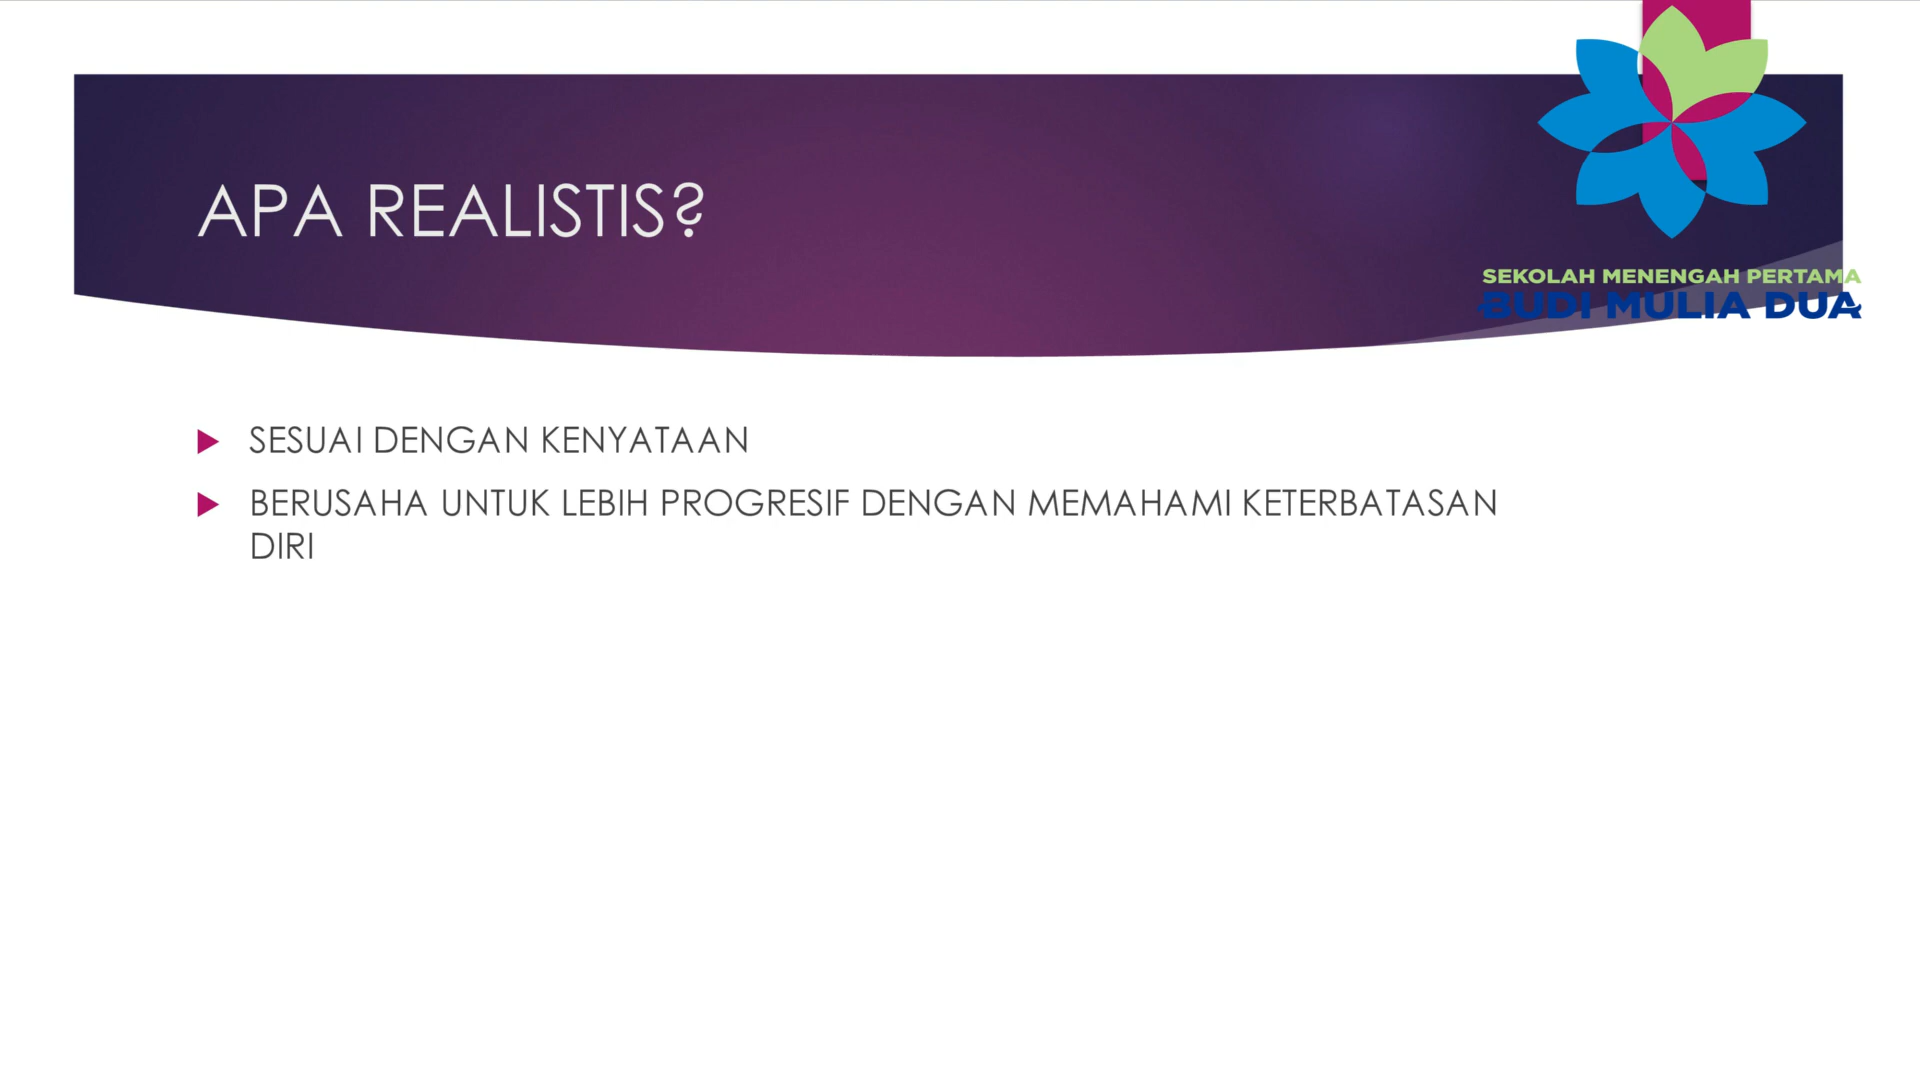 APA REALISTIS?
SEKOLAH MENENGAH PERTAMA
BUDI MULIA DUA
SESUAI DENGAN KENYATAAN
BERUSAHA UNTUK LEBIH PROGRESIF DENGAN MEMAHAMI KETERBATASAN
DIRI